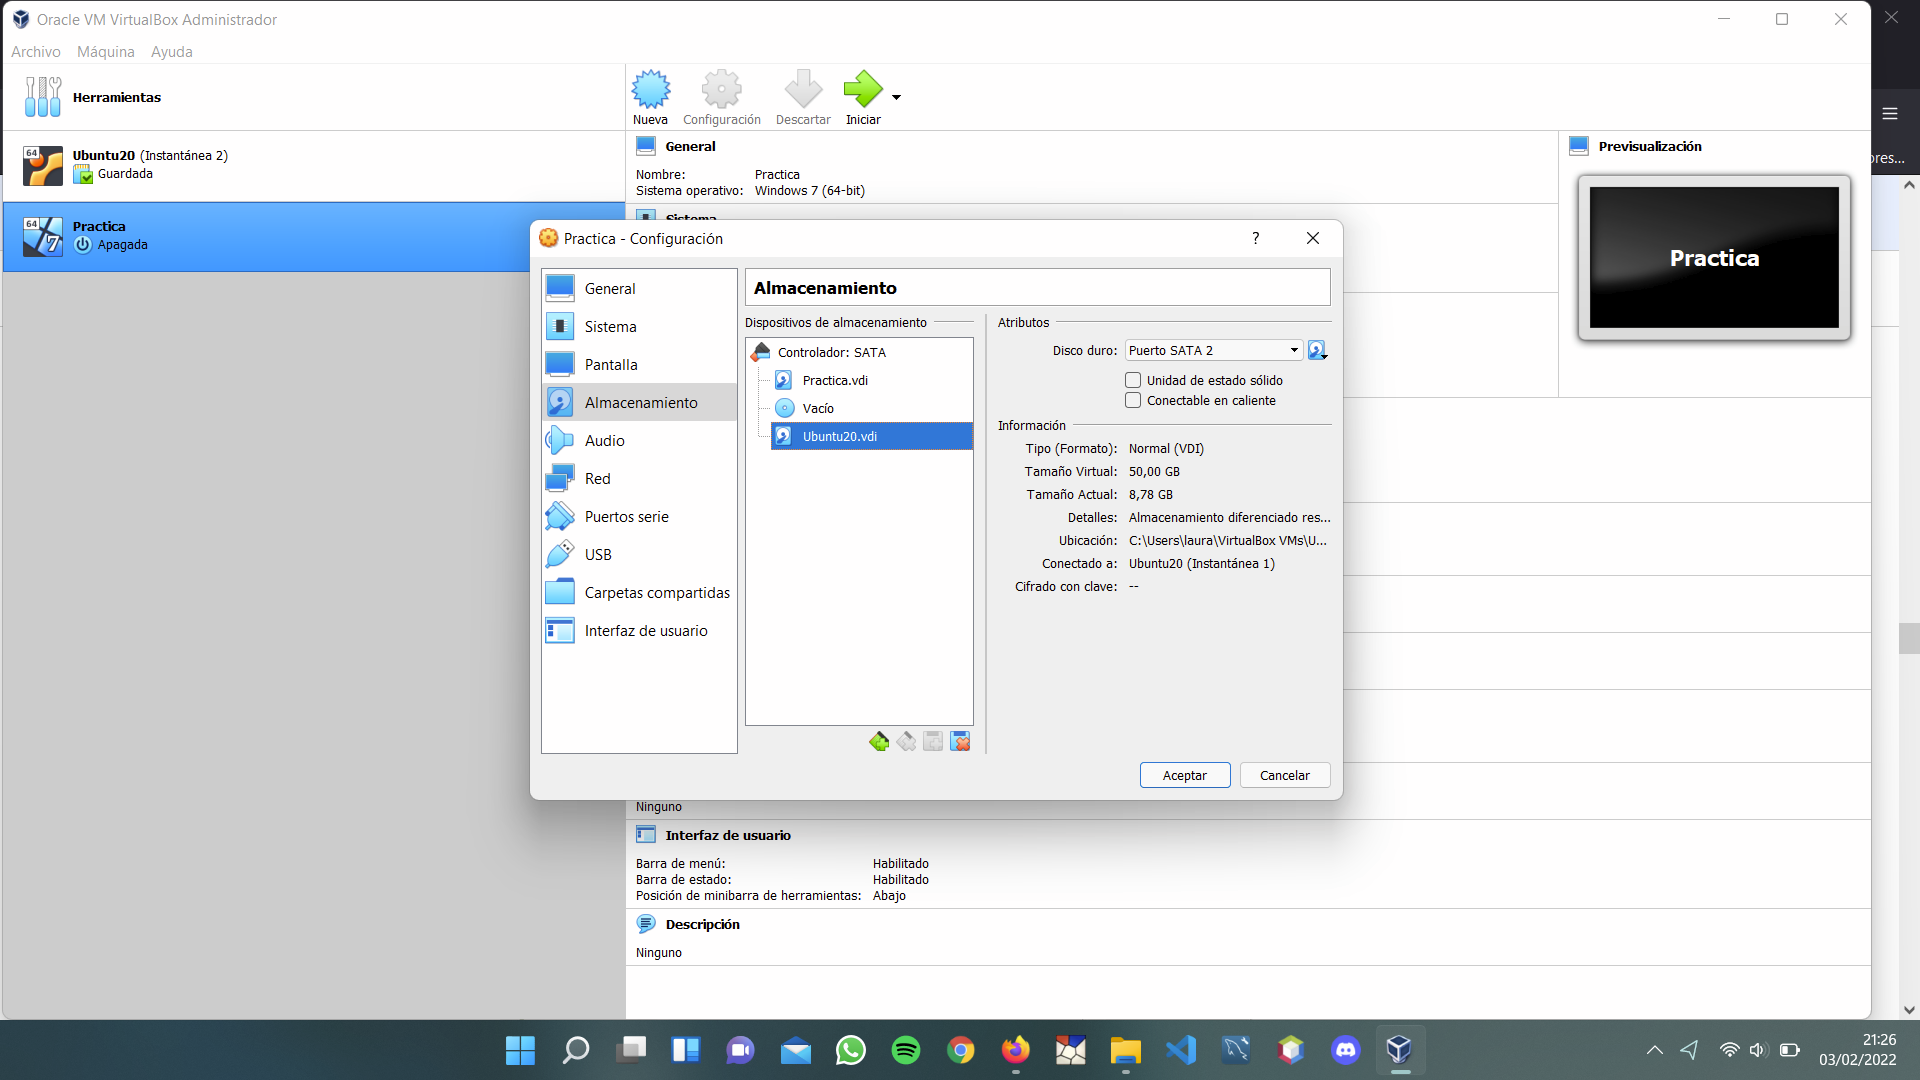 Oracle VM VirtualBox Administrador
Archivo Máquina Ayuda
Herramientas
Nueva Configuración Descartar Iniciar
64 Ubuntu20 (Instantánea 2)
Guardada
64 Practica
Apagada
General
Nombre: Practica
Sistema operativo: Windows 7 (64-bit)
Sistema
Previsualización
Practica
ores...
Practica - Configuración
?
General
Sistema
Pantalla
Almacenamiento
Audio
Red
Puertos serie
USB
Carpetas compartidas
Interfaz de usuario
Almacenamiento
Dispositivos de almacenamiento
Controlador: SATA
Practica.vdi
Vacío
Ubuntu20.vdi
Atributos
Disco duro: Puerto SATA 2
Unidad de estado sólido
Conectable en caliente
Información
Tipo (Formato): Normal (VDI)
Tamaño Virtual: 50,00 GB
Tamaño Actual: 8,78 GB
Detalles: Almacenamiento diferenciado res...
Ubicación: C:\Users\laura\VirtualBox VMs\U...
Conectado a: Ubuntu20 (Instantánea 1)
Cifrado con clave: --
Aceptar Cancelar
Ninguno
Interfaz de usuario
Barra de menú: Habilitado
Barra de estado: Habilitado
Posición de minibarra de herramientas: Abajo
Descripción
Ninguno
21:26
03/02/2022